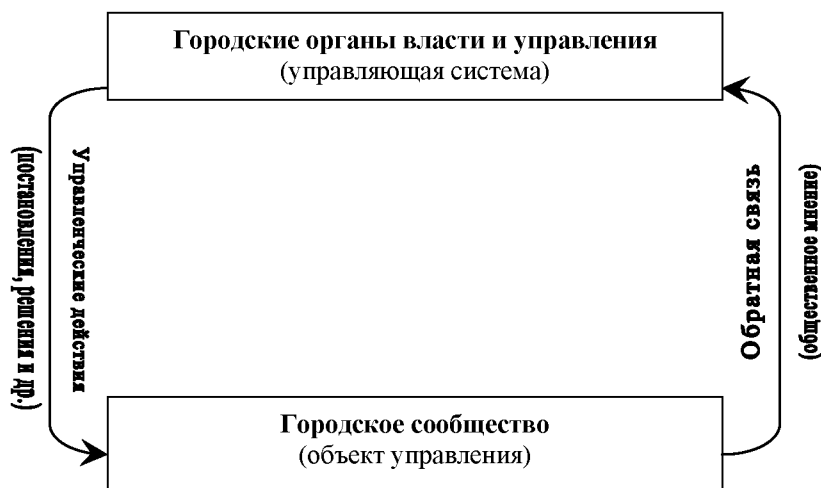 Городские органы власти и управления
(управляющая система)
Управленческие действия
(постановления, решения и др.)
Обратная связь
(общественное мнение)
Городское сообщество
(объект управления)